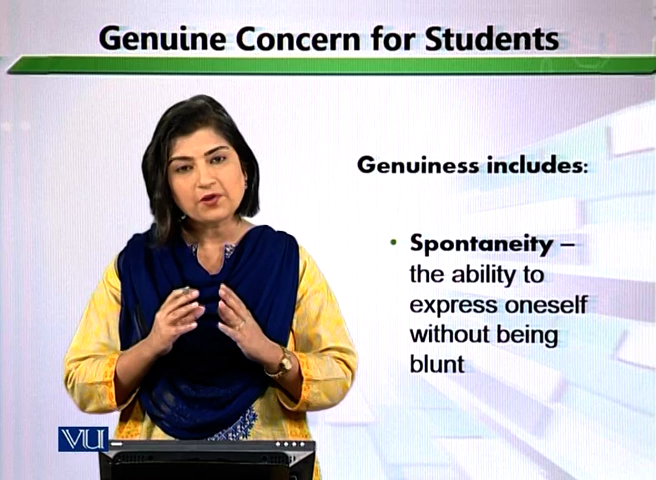 Genuine Concern for Students
Genuiness includes:
• Spontaneity –
the ability to
express oneself
without being
blunt
VU